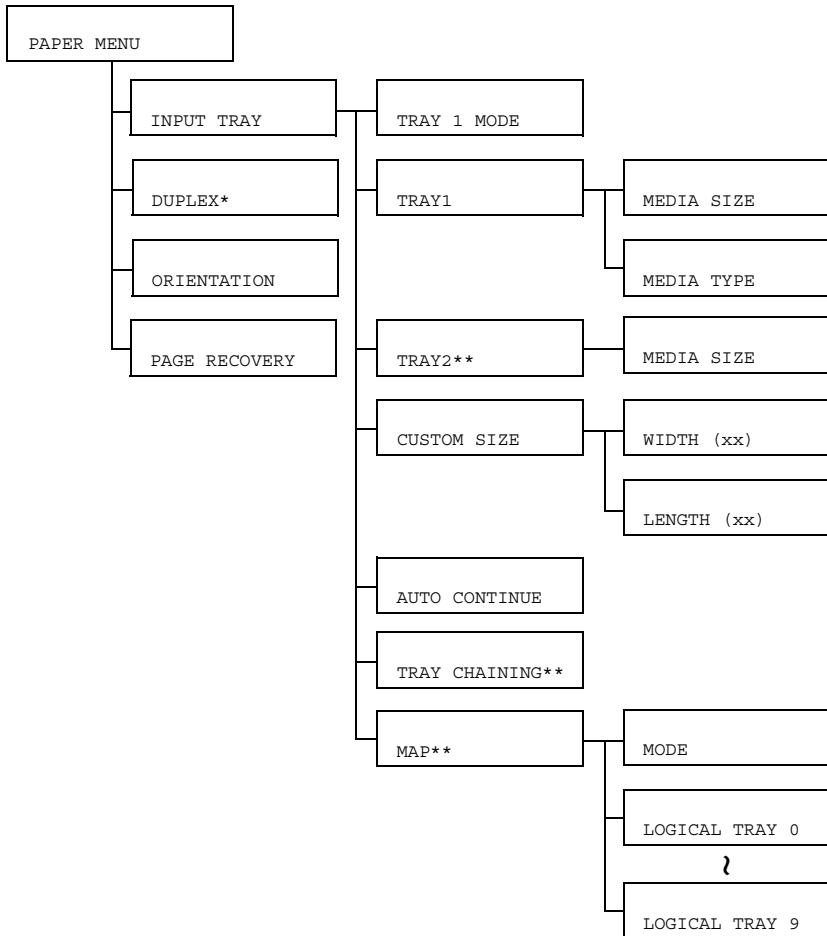 PAPER MENU
INPUT TRAY
TRAY 1 MODE
DUPLEX*
TRAY1
MEDIA SIZE
ORIENTATION
MEDIA TYPE
PAGE RECOVERY
TRAY2**
MEDIA SIZE
CUSTOM SIZE
WIDTH (xx)
LENGTH (xx)
AUTO CONTINUE
TRAY CHAINING**
MAP**
MODE
LOGICAL TRAY 0
~
LOGICAL TRAY 9